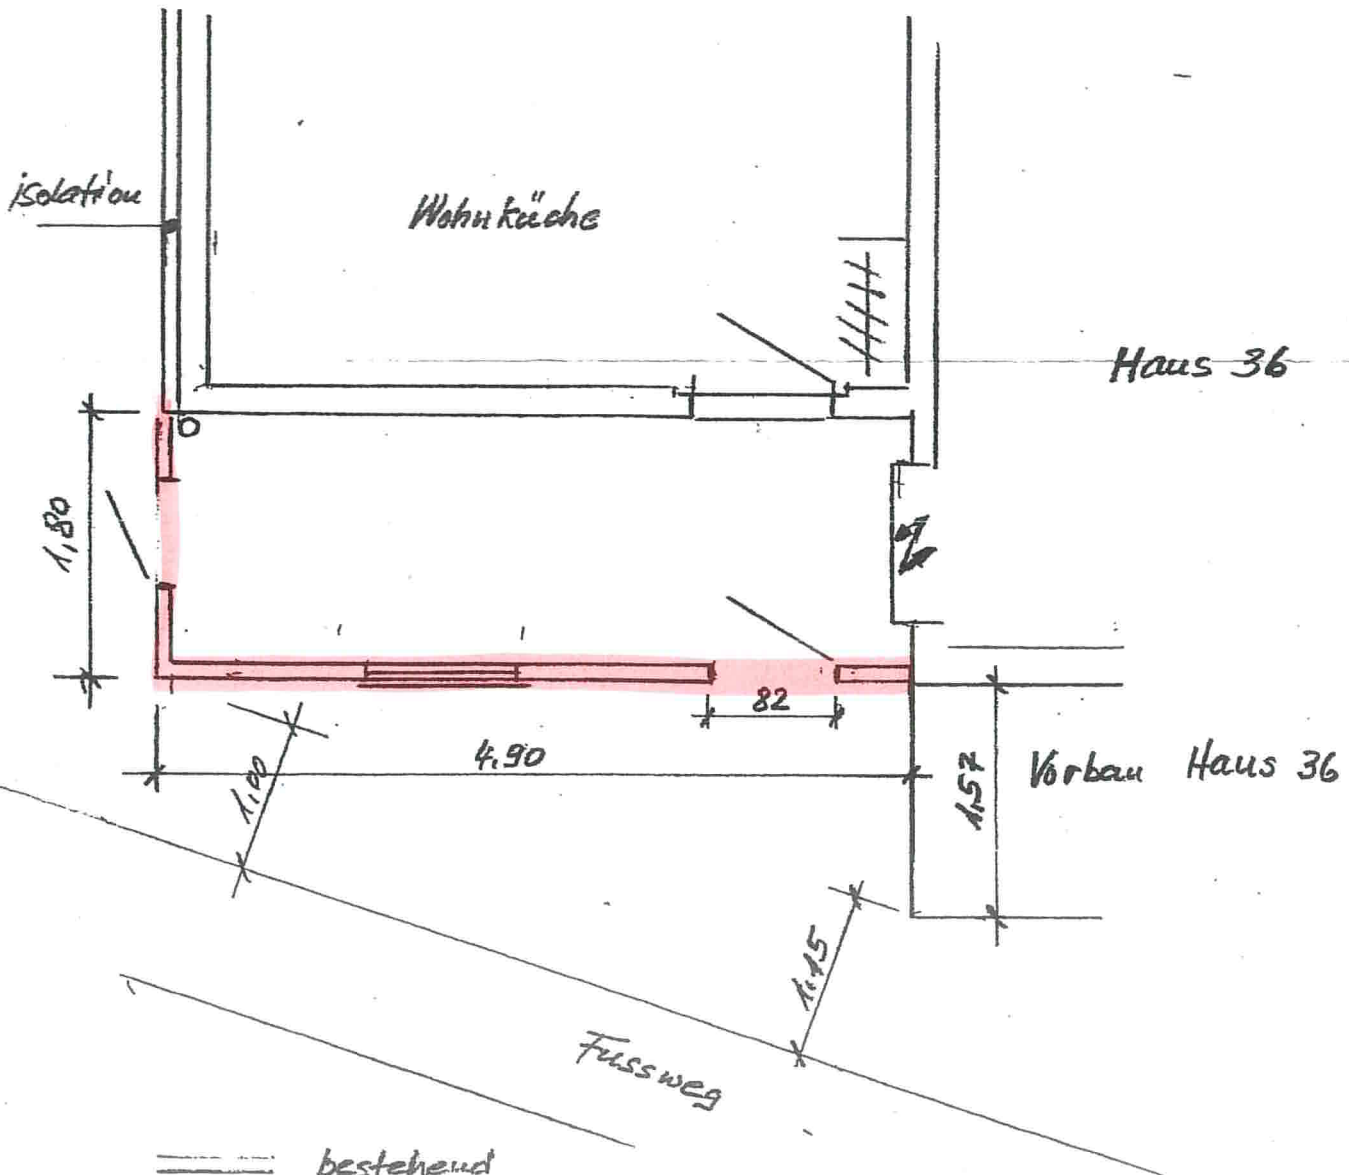 isolation
Wohnküche
Haus 36
1,80
82
4.90
1,00
1,57
Vorbau Haus 36
1.15
Fussweg
bestehend